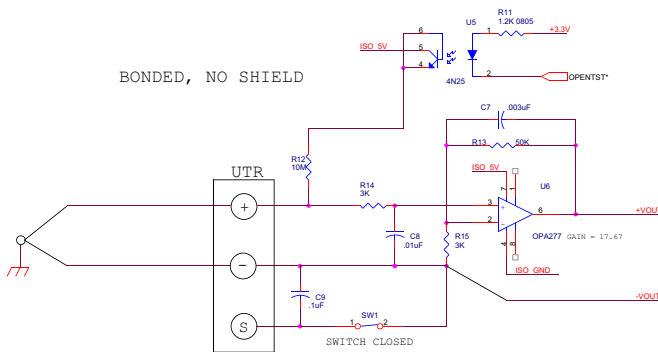 BONDED, NO SHIELD
ISO 5V
6
5
4
4N25
U5
1
2
R11
1.2K 0805
+3.3V
OPENTST*
C7 .003uF
R13 50K
ISO 5V
7
1
U6
3
2
6
+
-
4
8
OPA277
GAIN = 17.67
ISO GND
+VOUT
-VOUT
UTR
+
-
S
R12
10M
R14
3K
C8
.01uF
R15
3K
C9
.1uF
SW1
1
2
SWITCH CLOSED